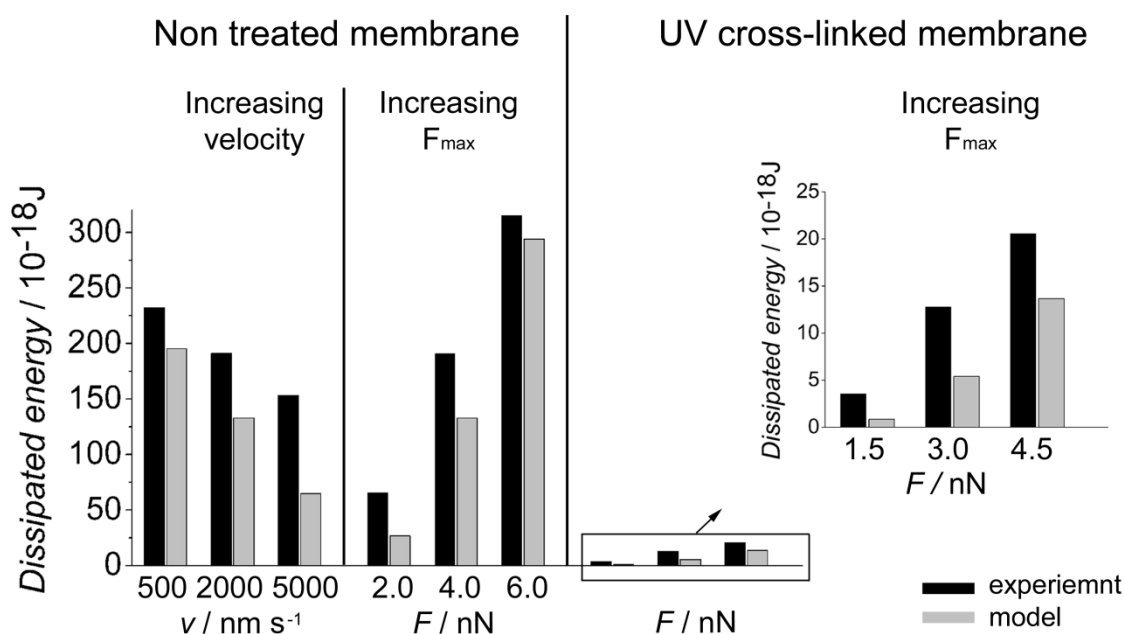 Non treated membrane
UV cross-linked membrane
Increasing
velocity
Increasing
Fmax
Increasing
Fmax
Dissipated energy / 10-18J
300
250
200
150
100
50
0
500 2000 5000
v / nm s-1
2.0 4.0 6.0
F / nN
F / nN
Dissipated energy / 10-18J
25
20
15
10
5
0
1.5 3.0 4.5
F / nN
experiemnt
model